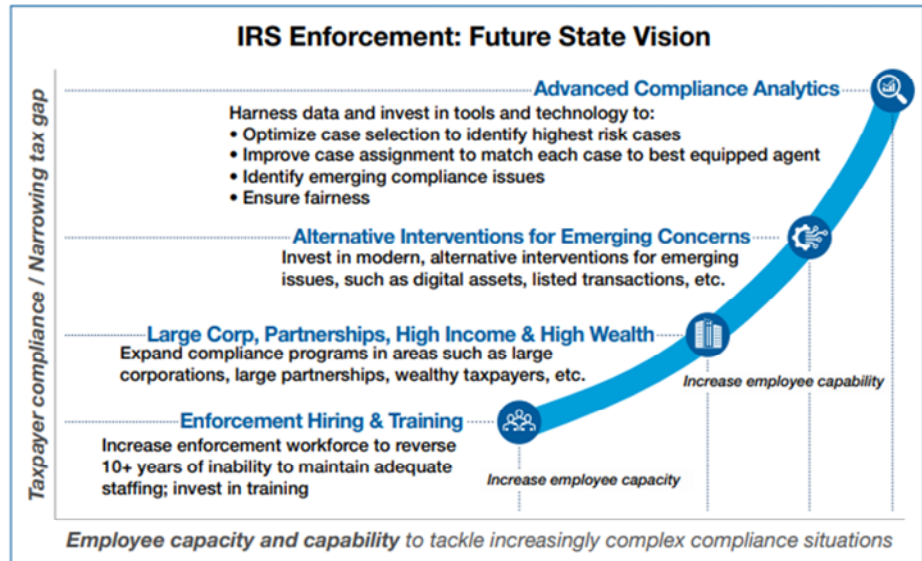 IRS Enforcement: Future State Vision
Taxpayer compliance / Narrowing tax gap
Advanced Compliance Analytics
Harness data and invest in tools and technology to:
• Optimize case selection to identify highest risk cases
• Improve case assignment to match each case to best equipped agent
• Identify emerging compliance issues
• Ensure fairness
Alternative Interventions for Emerging Concerns
Invest in modern, alternative interventions for emerging
issues, such as digital assets, listed transactions, etc.
Large Corp, Partnerships, High Income & High Wealth
Expand compliance programs in areas such as large
corporations, large partnerships, wealthy taxpayers, etc.
Increase employee capability
Enforcement Hiring & Training
Increase enforcement workforce to reverse
10+ years of inability to maintain adequate
staffing; invest in training
Increase employee capacity
Employee capacity and capability to tackle increasingly complex compliance situations